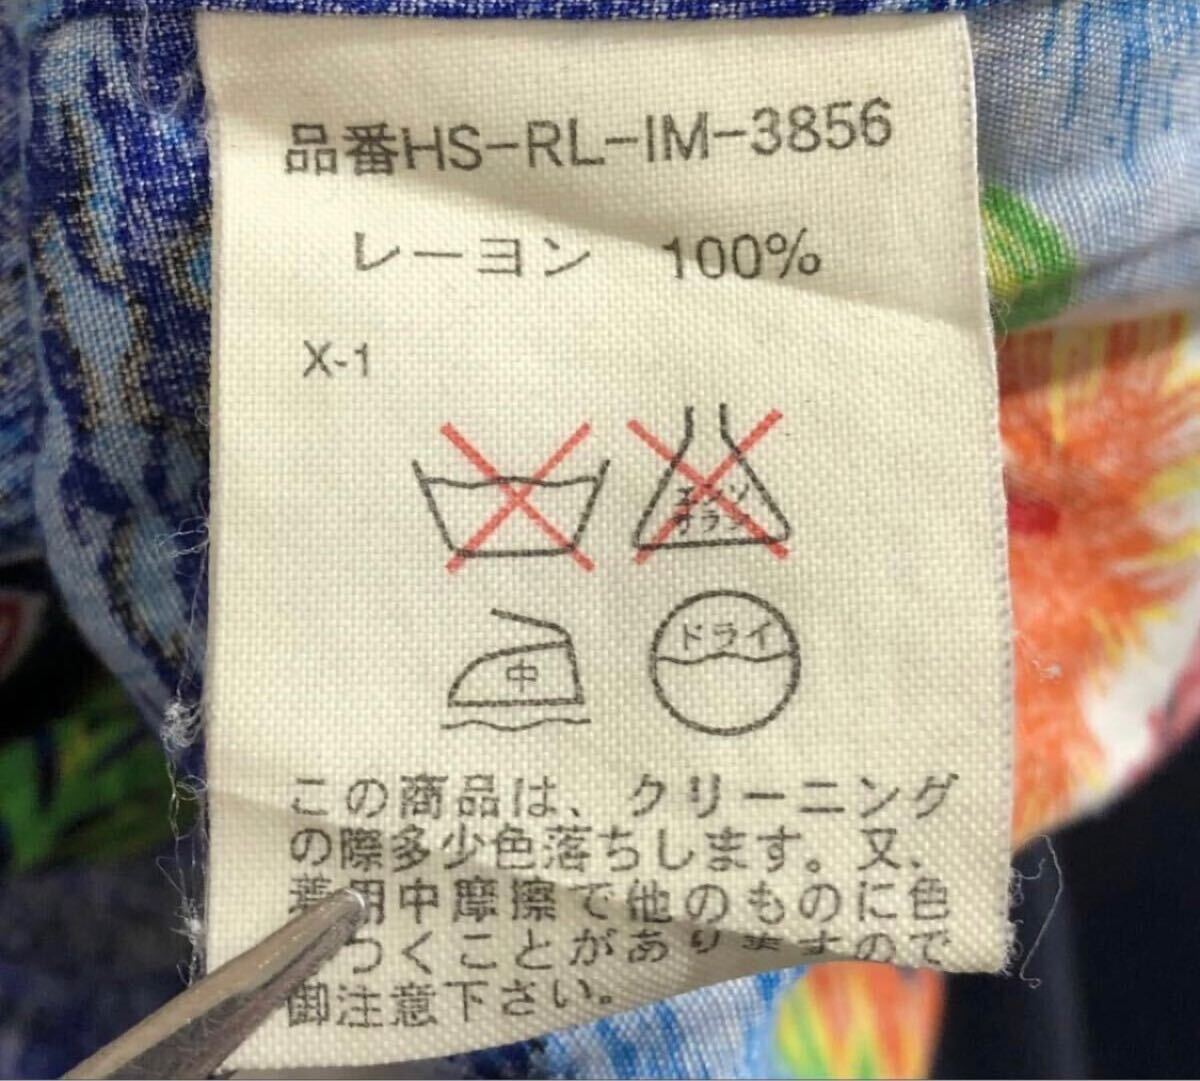 品番HS-RL-IM-3856
レーヨン 100%
X-1
エンソ
サラシ
中
ドライ
この商品は、クリーニング
の際多少色落ちします。又、
着用中摩擦で他のものに色
つくことがありますので
御注意下さい。